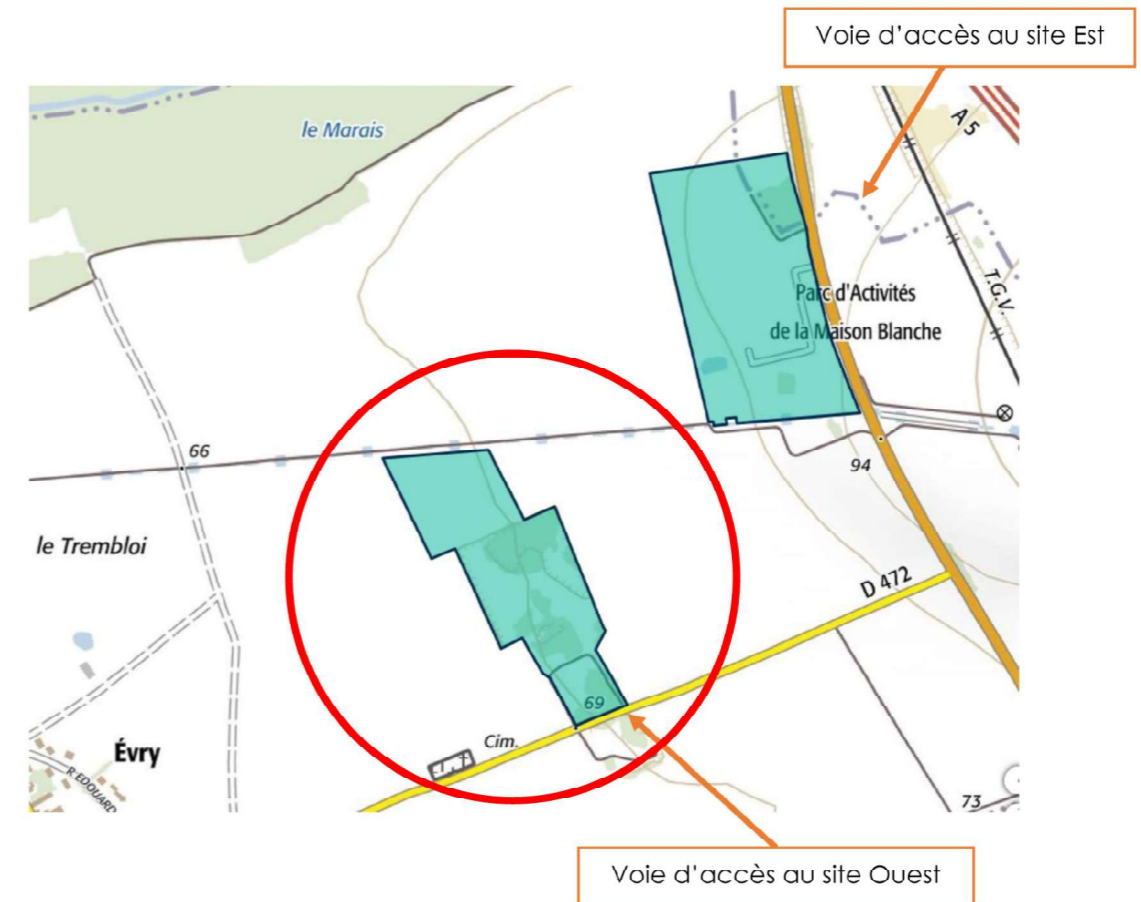 Voie d'accès au site Est
le Marais
A 5
T.G.V.
Parc d'Activités
de la Maison Blanche
66
94
le Trembloi
D 472
69
Cim.
Évry
R. EDOUARD
73
Voie d'accès au site Ouest